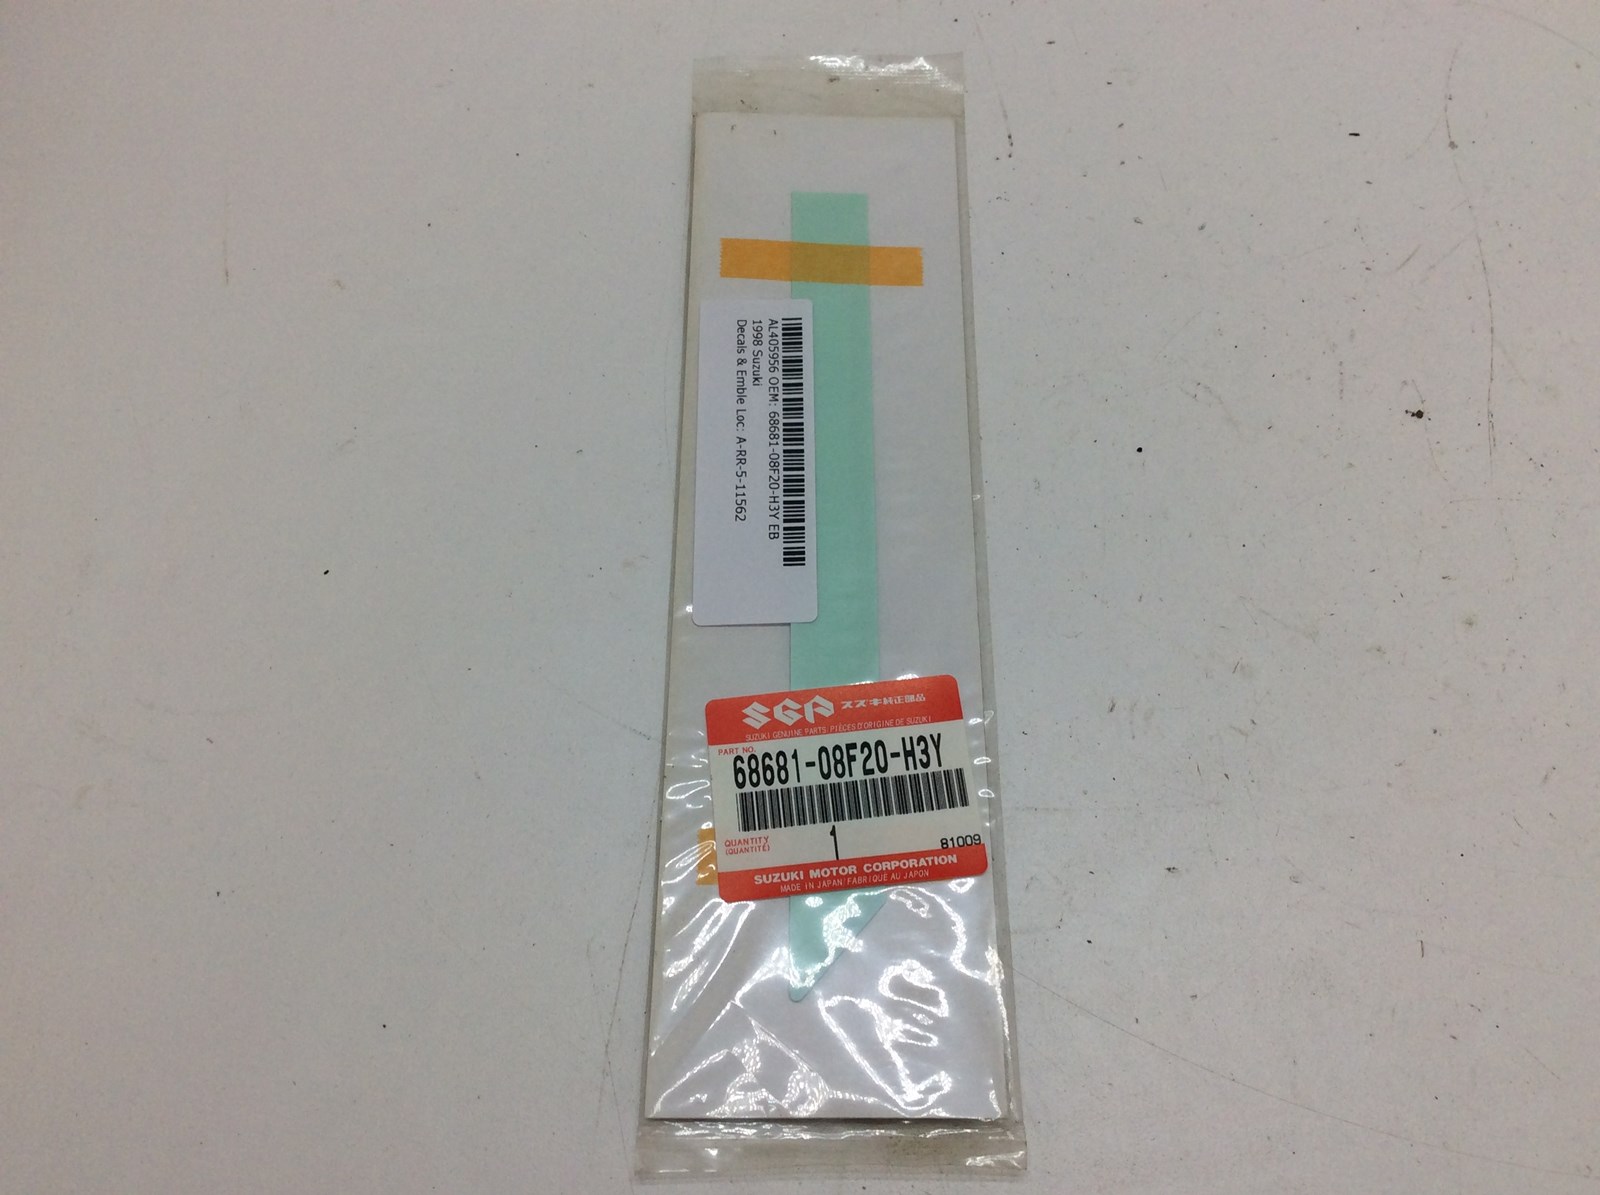 AL405956 OEM: 68681-08F20-H3Y EB
1998 Suzuki
Decals & Emble Loc: A-RR-5-11562
SGP スズキ純正部品
SUZUKI GENUINE PARTS PIÈCES D'ORIGINE DE SUZUKI
PART NO.
68681-08F20-H3Y
QUANTITY
(QUANTITÉ)
1
81009
SUZUKI MOTOR CORPORATION
MADE IN JAPAN/FABRIQUE AU JAPON